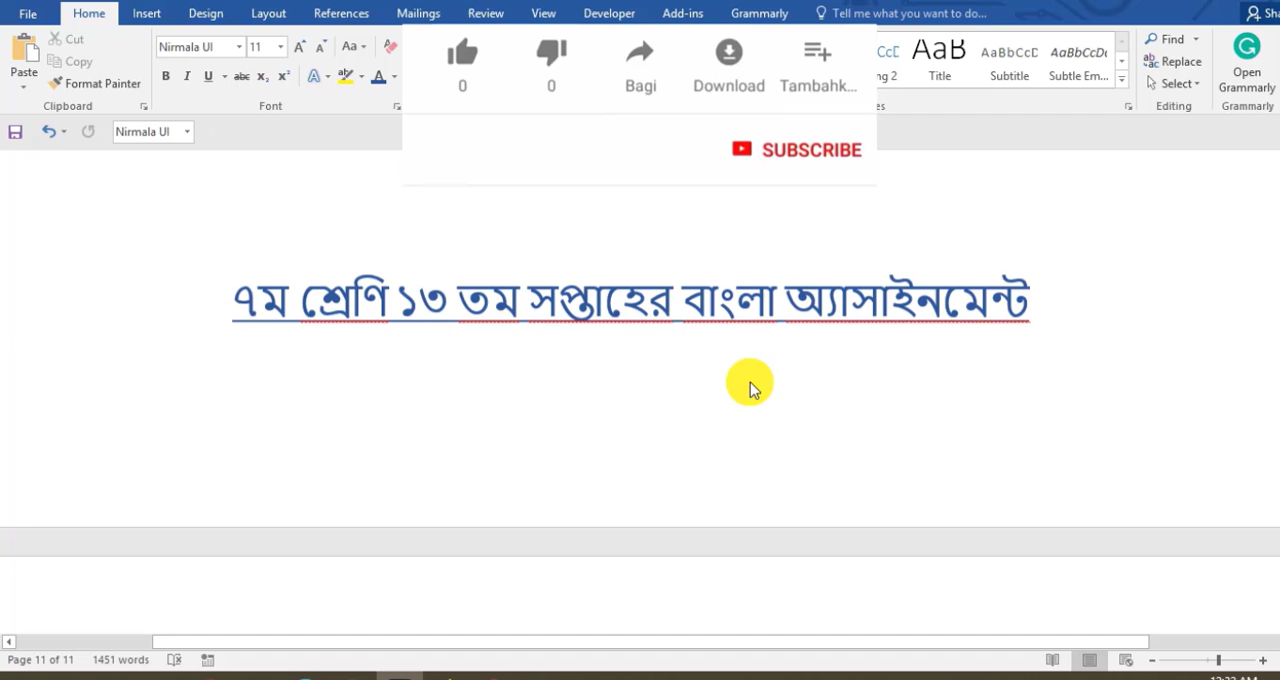 File Home Insert Design Layout References Mailings Review View Developer Add-ins Grammarly Tell me what you want to do...
Cut
Copy
Paste
Format Painter
Clipboard
Nirmala UI 11
Font
0 0 Bagi Download Tambahk...
SUBSCRIBE
AaB AaBbCcD AaBbCcDc
ng 2 Title Subtitle Subtle Em...
Find
Replace
Select
Editing
Open
Grammarly
Grammarly
Nirmala UI
৭ম শ্রেণি ১৩ তম সপ্তাহের বাংলা অ্যাসাইনমেন্ট
Page 11 of 11 1451 words